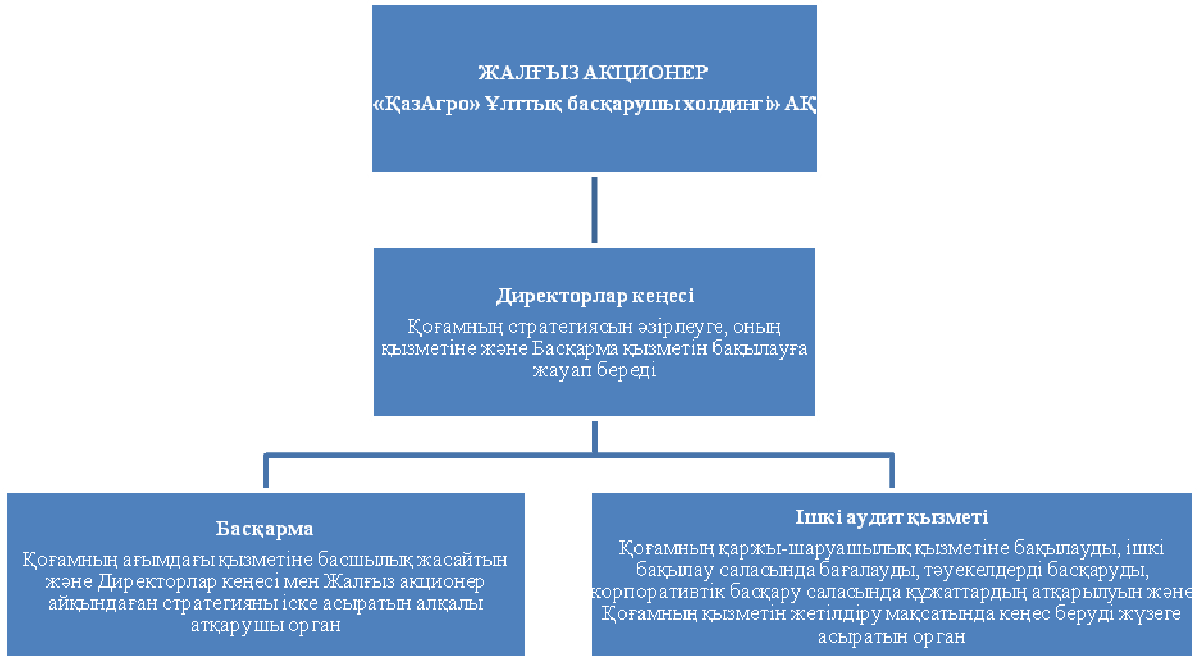 ЖАЛҒЫЗ АКЦИОНЕР
«ҚазАгро» Ұлттық басқарушы холдингі» АҚ
Директорлар кеңесі
Қоғамның стратегиясын әзірлеуге, оның
қызметіне және Басқарма қызметін бақылауға
жауап береді
Басқарма
Қоғамның ағымдағы қызметіне басшылық жасайтын
және Директорлар кеңесі мен Жалғыз акционер
айқындаған стратегияны іске асыратын алқалы
атқарушы орган
Ішкі аудит қызметі
Қоғамның қаржы-шаруашылық қызметіне бақылауды, ішкі
бақылау саласында бағалауды, тәуекелдерді басқаруды,
корпоративтік басқару саласында құжаттардың атқарылуын және
Қоғамның қызметін жетілдіру мақсатында кеңес беруді жүзеге
асыратын орган